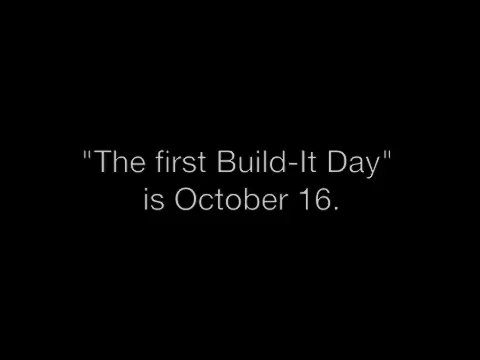 "The first Build-It Day"
is October 16.